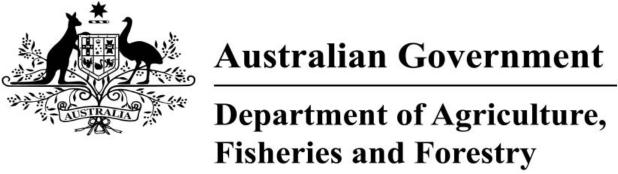 Australian Government
Department of Agriculture,
Fisheries and Forestry
AUSTRALIA